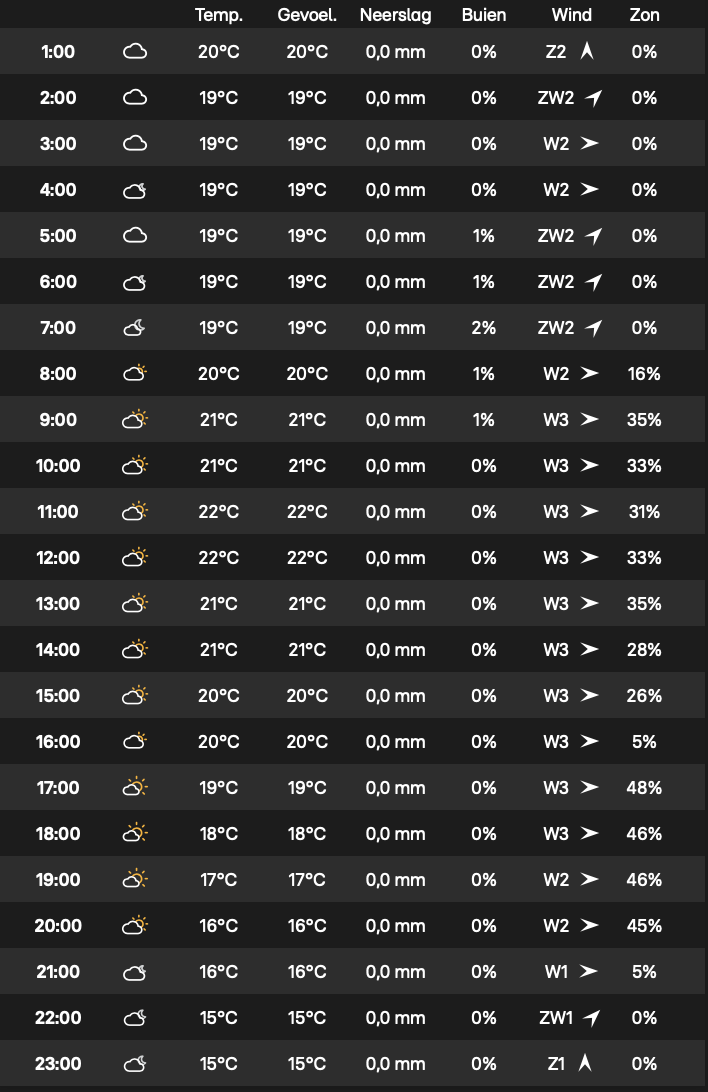 Temp. Gevoel. Neerslag Buien Wind Zon
1:00 20°C 20°C 0,0 mm 0% Z2 0%
2:00 19°C 19°C 0,0 mm 0% ZW2 0%
3:00 19°C 19°C 0,0 mm 0% W2 0%
4:00 19°C 19°C 0,0 mm 0% W2 0%
5:00 19°C 19°C 0,0 mm 1% ZW2 0%
6:00 19°C 19°C 0,0 mm 1% ZW2 0%
7:00 19°C 19°C 0,0 mm 2% ZW2 0%
8:00 20°C 20°C 0,0 mm 1% W2 16%
9:00 21°C 21°C 0,0 mm 1% W3 35%
10:00 21°C 21°C 0,0 mm 0% W3 33%
11:00 22°C 22°C 0,0 mm 0% W3 31%
12:00 22°C 22°C 0,0 mm 0% W3 33%
13:00 21°C 21°C 0,0 mm 0% W3 35%
14:00 21°C 21°C 0,0 mm 0% W3 28%
15:00 20°C 20°C 0,0 mm 0% W3 26%
16:00 20°C 20°C 0,0 mm 0% W3 5%
17:00 19°C 19°C 0,0 mm 0% W3 48%
18:00 18°C 18°C 0,0 mm 0% W3 46%
19:00 17°C 17°C 0,0 mm 0% W2 46%
20:00 16°C 16°C 0,0 mm 0% W2 45%
21:00 16°C 16°C 0,0 mm 0% W1 5%
22:00 15°C 15°C 0,0 mm 0% ZW1 0%
23:00 15°C 15°C 0,0 mm 0% Z1 0%